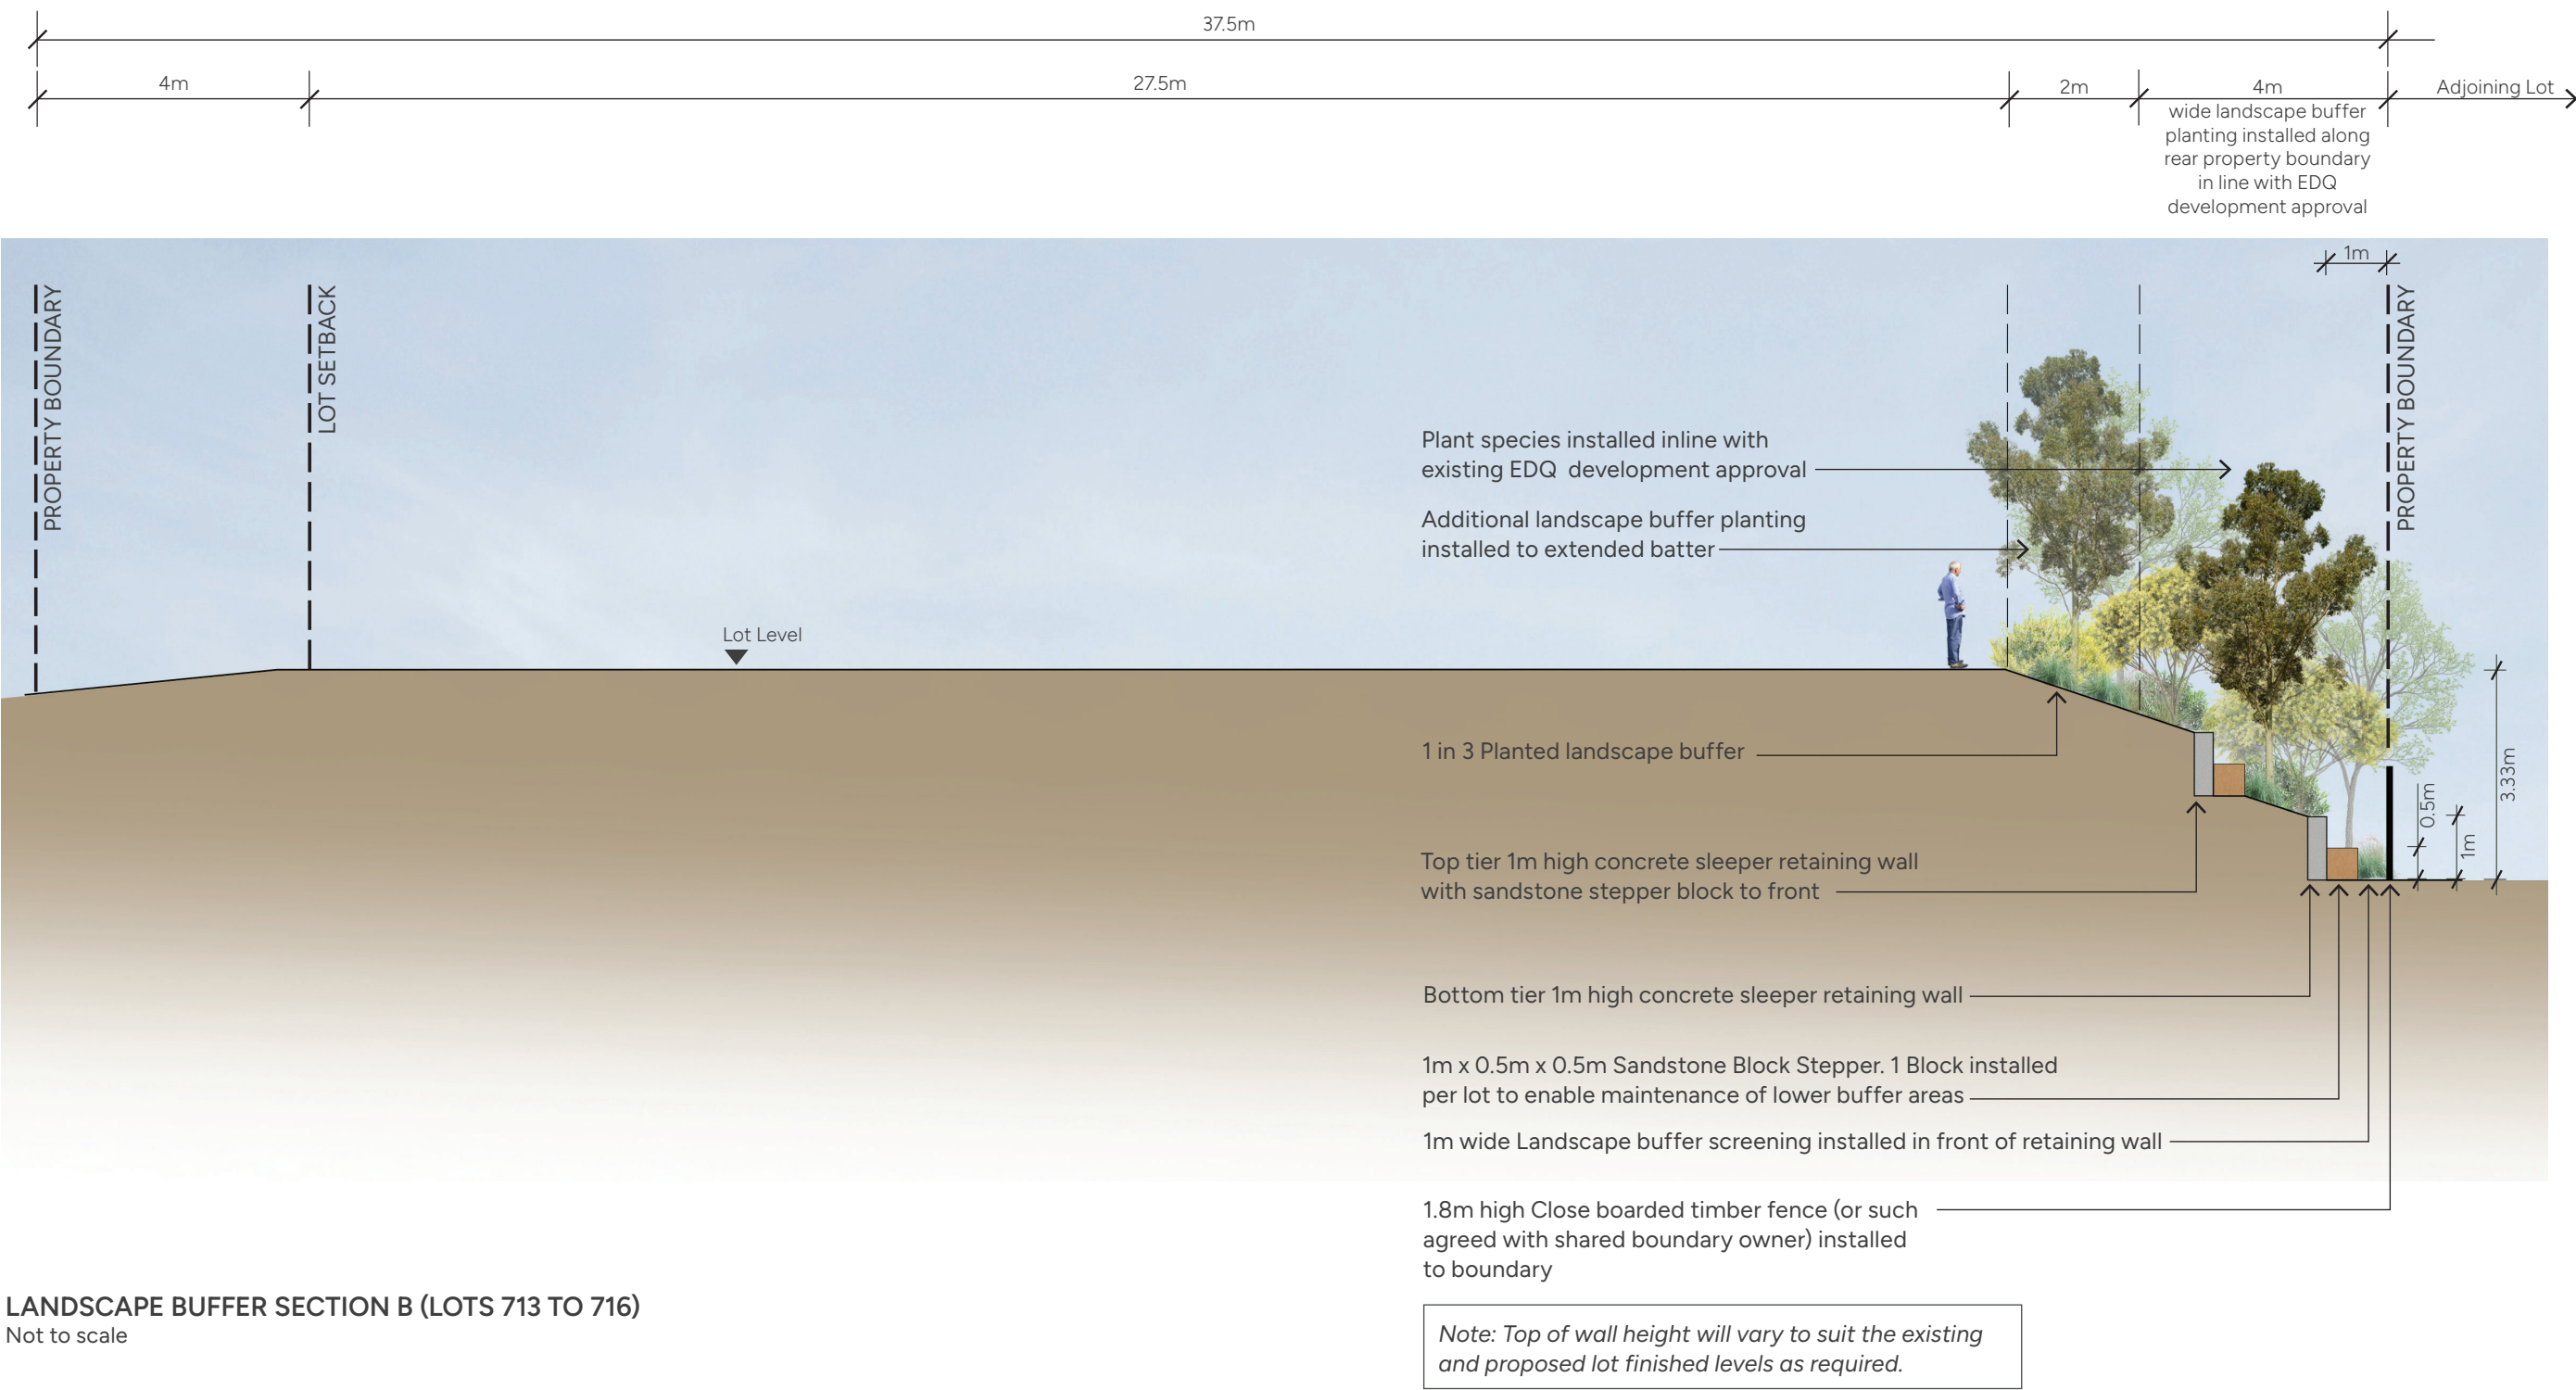 37.5m
4m
27.5m
2m
4m
Adjoining Lot
wide landscape buffer
planting installed along
rear property boundary
in line with EDQ
development approval
1m
PROPERTY BOUNDARY
LOT SETBACK
PROPERTY BOUNDARY
Plant species installed inline with
existing EDQ development approval
Additional landscape buffer planting
installed to extended batter
Lot Level
1 in 3 Planted landscape buffer
3.33m
0.5m
1m
Top tier 1m high concrete sleeper retaining wall
with sandstone stepper block to front
Bottom tier 1m high concrete sleeper retaining wall
1m x 0.5m x 0.5m Sandstone Block Stepper. 1 Block installed
per lot to enable maintenance of lower buffer areas
1m wide Landscape buffer screening installed in front of retaining wall
1.8m high Close boarded timber fence (or such
agreed with shared boundary owner) installed
to boundary
LANDSCAPE BUFFER SECTION B (LOTS 713 TO 716)
Not to scale
Note: Top of wall height will vary to suit the existing
and proposed lot finished levels as required.